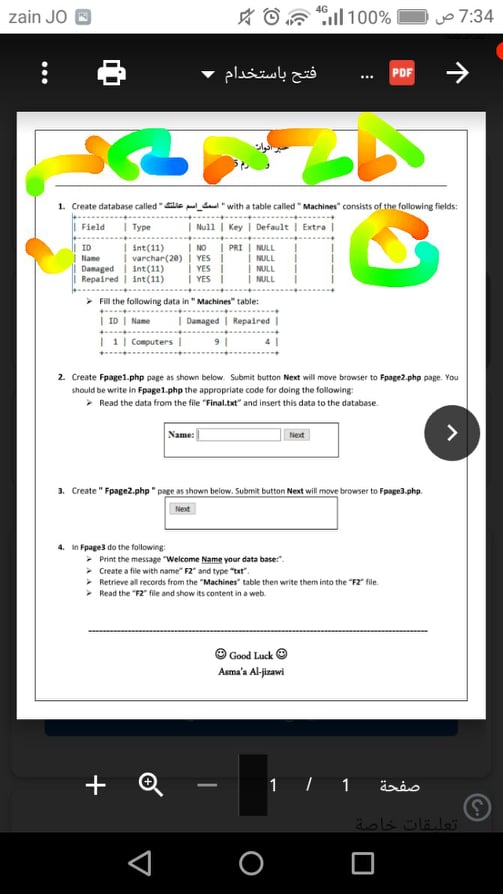 zain JO 4G 100% 7:34 ص
فتح باستخدام ... PDF
1. Create database called "اسمك_اسم عائلتك" with a table called " Machines" consists of the following fields:
| Field | Type | Null | Key | Default | Extra |
| ID | int(11) | NO | PRI | NULL | |
| Name | varchar(20) | YES | | NULL | |
| Damaged | int(11) | YES | | NULL | |
| Repaired | int(11) | YES | | NULL | |
➤ Fill the following data in " Machines" table:
| ID | Name | Damaged | Repaired |
| 1 | Computers | 9 | 4 |
2. Create Fpage1.php page as shown below. Submit button Next will move browser to Fpage2.php page. You
should be write in Fpage1.php the appropriate code for doing the following:
➤ Read the data from the file "Final.txt" and insert this data to the database.
Name: Next
3. Create " Fpage2.php " page as shown below. Submit button Next will move browser to Fpage3.php.
Next
4. In Fpage3 do the following:
➤ Print the message "Welcome Name your data base:".
➤ Create a file with name" F2" and type "txt".
➤ Retrieve all records from the "Machines" table then write them into the "F2" file.
➤ Read the "F2" file and show its content in a web.
☺ Good Luck ☺
Asma'a Al-jizawi
صفحة 1 / 1
تعليقات خاصة